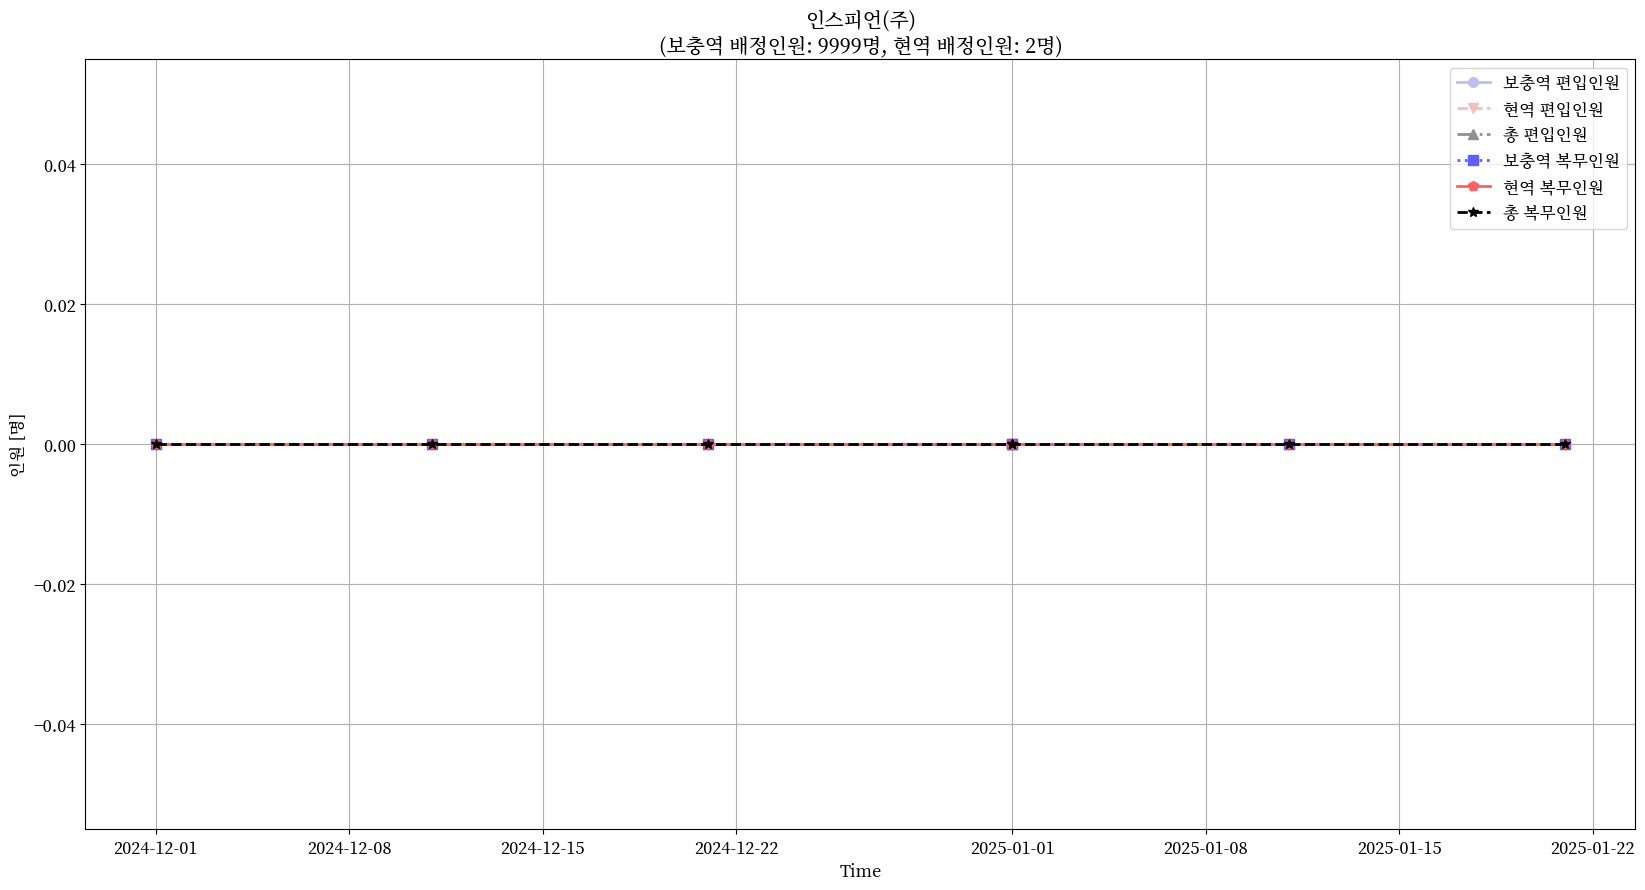 인스피언(주)
(보충역 배정인원: 9999명, 현역 배정인원: 2명)
보충역 편입인원
현역 편입인원
총 편입인원
보충역 복무인원
현역 복무인원
총 복무인원
인원 [명]
0.04
0.02
0.00
−0.02
−0.04
2024-12-01
2024-12-08
2024-12-15
2024-12-22
2025-01-01
2025-01-08
2025-01-15
2025-01-22
Time